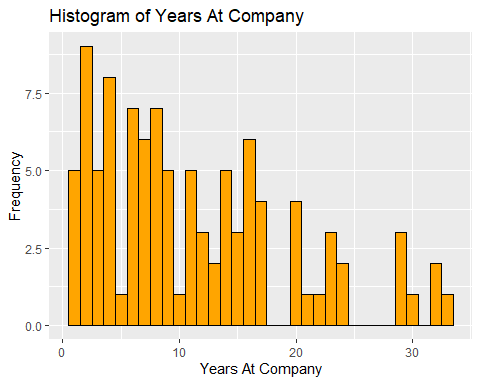 Histogram of Years At Company
Frequency
7.5
5.0
2.5
0.0
0 10 20 30
Years At Company